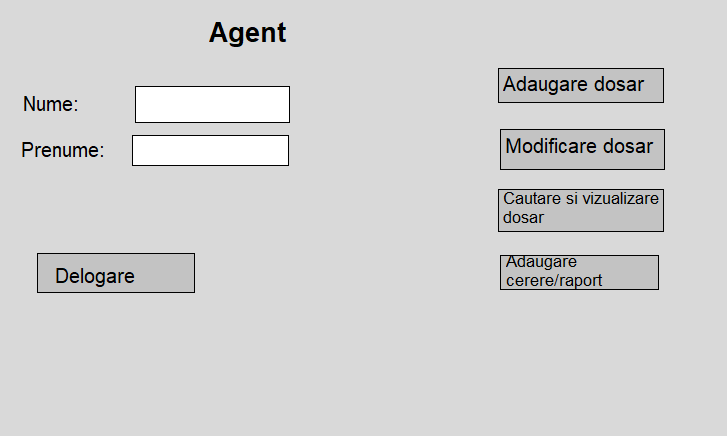 Agent
Nume:
Prenume:
Delogare
Adaugare dosar
Modificare dosar
Cautare si vizualizare
dosar
Adaugare
cerere/raport